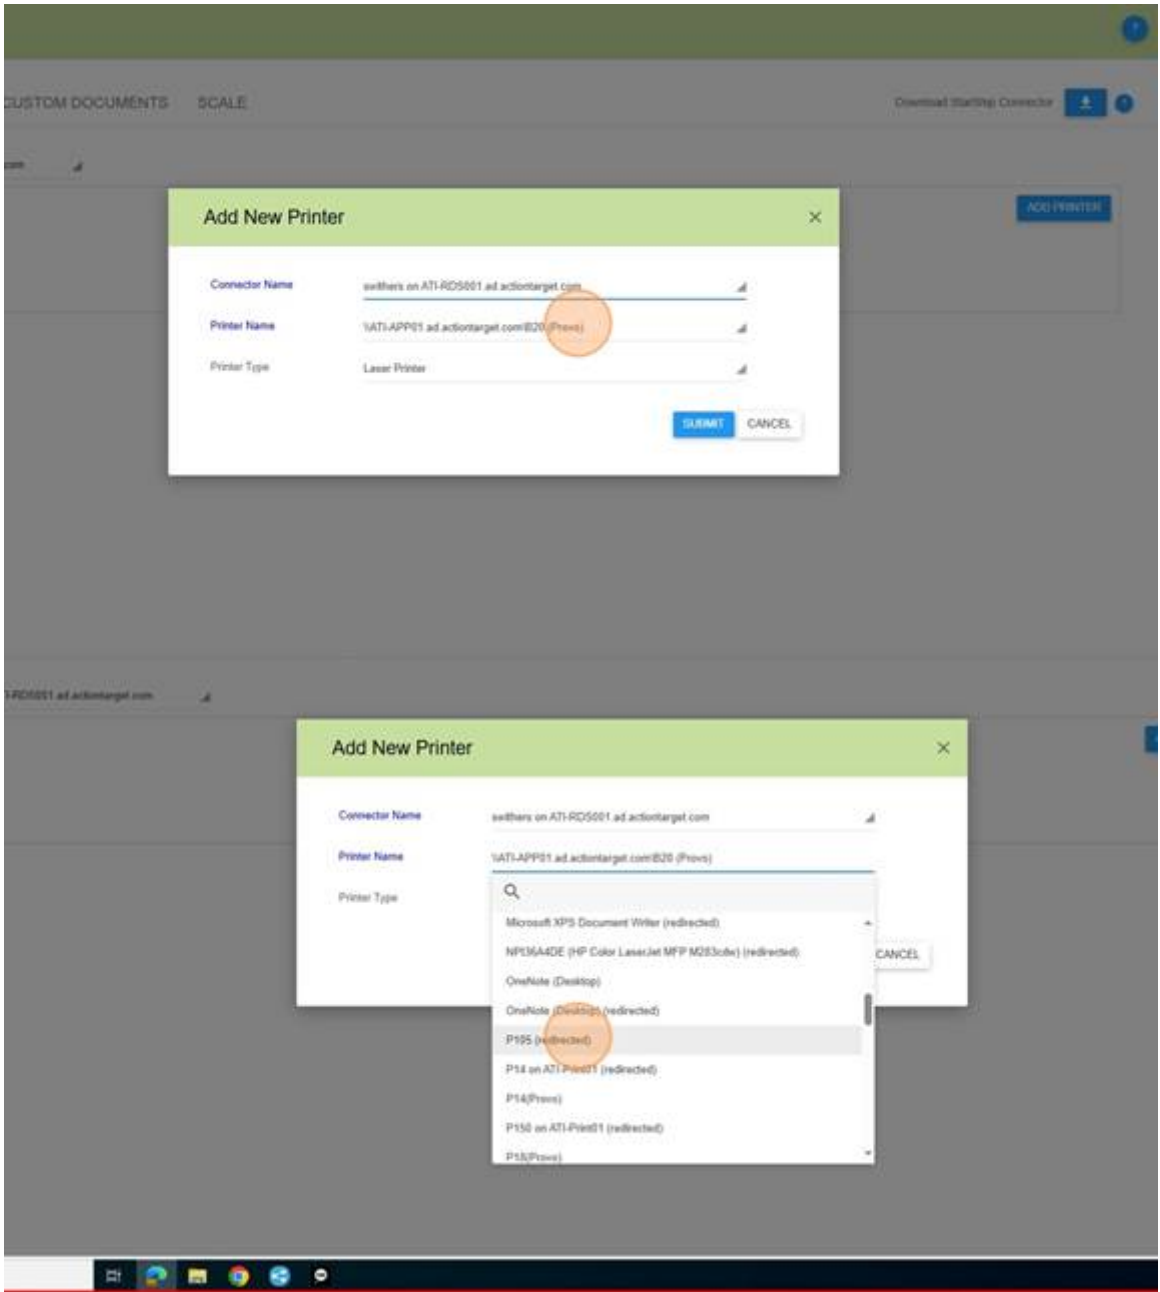 CUSTOM DOCUMENTS SCALE Download StarShip Connector
.com
ADD PRINTER
Add New Printer
Connector Name swithers on ATI-RDS001.ad.actiontarget.com
Printer Name \\ATI-APP01.ad.actiontarget.com\B20 (Provo)
Printer Type Laser Printer
SUBMIT CANCEL
TI-RDS001.ad.actiontarget.com
Add New Printer
Connector Name swithers on ATI-RDS001.ad.actiontarget.com
Printer Name \\ATI-APP01.ad.actiontarget.com\B20 (Provo)
Printer Type
Microsoft XPS Document Writer (redirected)
NPI36A4DE (HP Color LaserJet MFP M283cdw) (redirected)
CANCEL
OneNote (Desktop)
OneNote (Desktop) (redirected)
P105 (redirected)
P14 on ATI-Print01 (redirected)
P14(Provo)
P150 on ATI-Print01 (redirected)
P18(Provo)